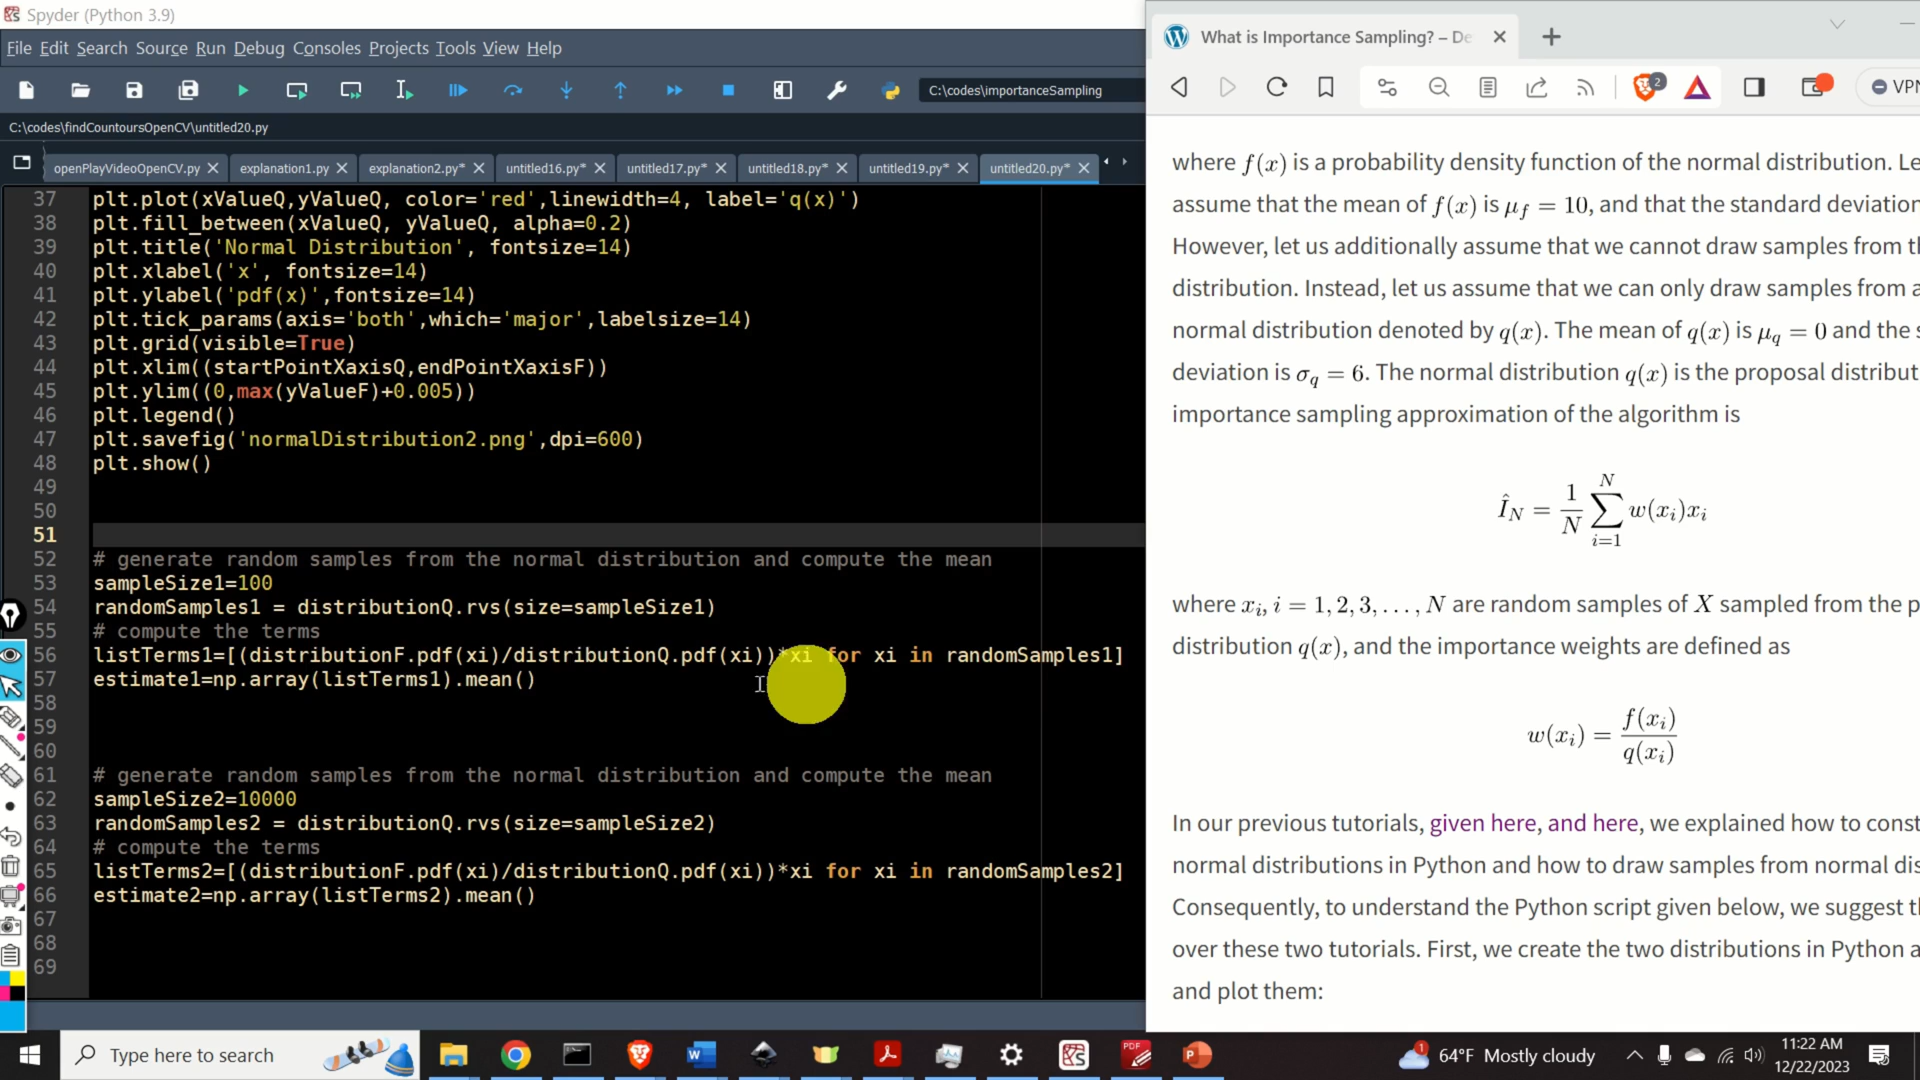 Spyder (Python 3.9)
File Edit Search Source Run Debug Consoles Projects Tools View Help
C:\codes\importanceSampling
C:\codes\findCountoursOpenCV\untitled20.py
openPlayVideoOpenCV.py explanation1.py explanation2.py* untitled16.py* untitled17.py* untitled18.py* untitled19.py* untitled20.py*
37 plt.plot(xValueQ,yValueQ, color='red',linewidth=4, label='q(x)')
38 plt.fill_between(xValueQ, yValueQ, alpha=0.2)
39 plt.title('Normal Distribution', fontsize=14)
40 plt.xlabel('x', fontsize=14)
41 plt.ylabel('pdf(x)',fontsize=14)
42 plt.tick_params(axis='both',which='major',labelsize=14)
43 plt.grid(visible=True)
44 plt.xlim((startPointXaxisQ,endPointXaxisF))
45 plt.ylim((0,max(yValueF)+0.005))
46 plt.legend()
47 plt.savefig('normalDistribution2.png',dpi=600)
48 plt.show()
49
50
51
52 # generate random samples from the normal distribution and compute the mean
53 sampleSize1=100
54 randomSamples1 = distributionQ.rvs(size=sampleSize1)
55 # compute the terms
56 listTerms1=[(distributionF.pdf(xi)/distributionQ.pdf(xi))*xi for xi in randomSamples1]
57 estimate1=np.array(listTerms1).mean()
58
59
60
61 # generate random samples from the normal distribution and compute the mean
62 sampleSize2=10000
63 randomSamples2 = distributionQ.rvs(size=sampleSize2)
64 # compute the terms
65 listTerms2=[(distributionF.pdf(xi)/distributionQ.pdf(xi))*xi for xi in randomSamples2]
66 estimate2=np.array(listTerms2).mean()
67
68
69
What is Importance Sampling? – De
2
VPN
where f(x) is a probability density function of the normal distribution. Le
assume that the mean of f(x) is μ_f = 10, and that the standard deviation
However, let us additionally assume that we cannot draw samples from th
distribution. Instead, let us assume that we can only draw samples from a
normal distribution denoted by q(x). The mean of q(x) is μ_q = 0 and the s
deviation is σ_q = 6. The normal distribution q(x) is the proposal distribut
importance sampling approximation of the algorithm is
Î_N = 1/N ∑_{i=1}^{N} w(x_i)x_i
where x_i, i = 1, 2, 3, . . . , N are random samples of X sampled from the p
distribution q(x), and the importance weights are defined as
w(x_i) = f(x_i)/q(x_i)
In our previous tutorials, given here, and here, we explained how to const
normal distributions in Python and how to draw samples from normal dis
Consequently, to understand the Python script given below, we suggest t
over these two tutorials. First, we create the two distributions in Python a
and plot them:
Type here to search
PDF
1
64°F Mostly cloudy
11:22 AM
12/22/2023